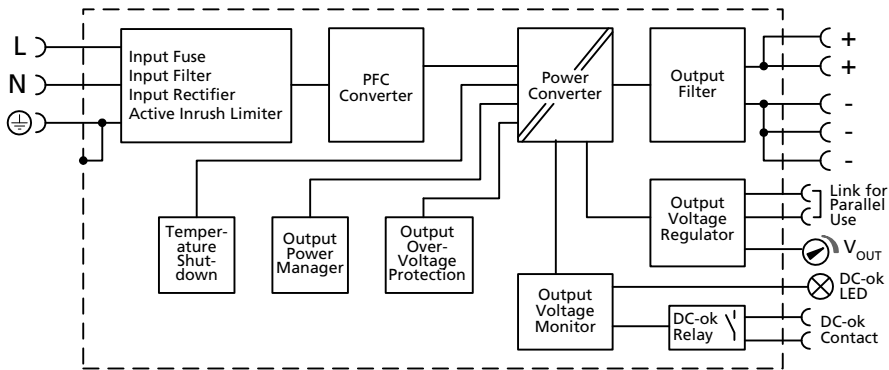 L
N
Input Fuse
Input Filter
Input Rectifier
Active Inrush Limiter
PFC
Converter
Power
Converter
Output
Filter
+
+
-
-
-
Temper-
ature
Shut-
down
Output
Power
Manager
Output
Over-
Voltage
Protection
Output
Voltage
Regulator
Link for
Parallel
Use
VOUT
Output
Voltage
Monitor
DC-ok
LED
DC-ok
Relay
DC-ok
Contact